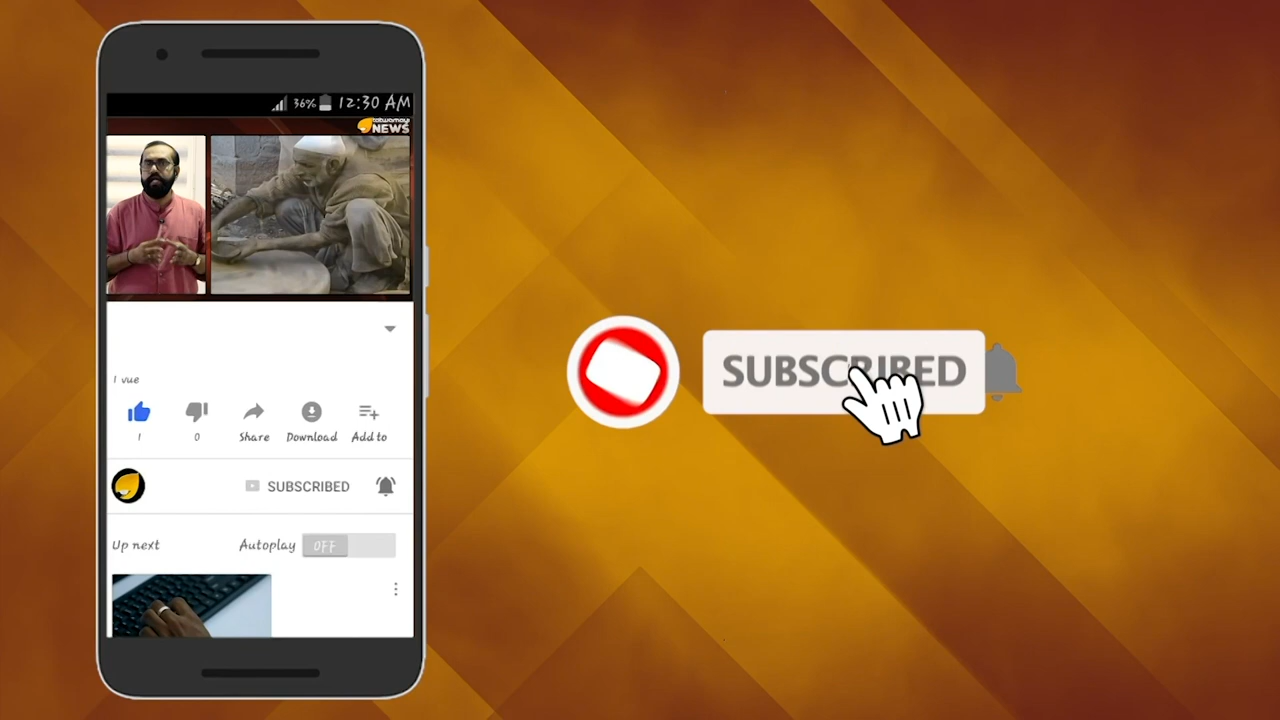 36% 12:30 AM
tatwamayi
NEWS
1 vue
1
0
Share
Download
Add to
SUBSCRIBED
Up next
Autoplay
OFF
SUBSCRIBED